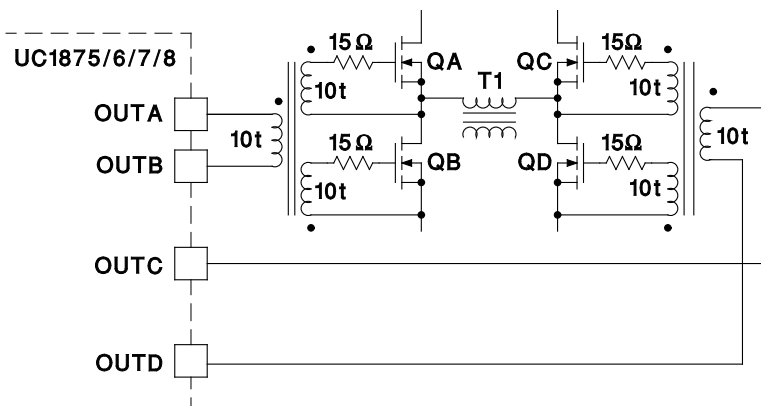 UC1875/6/7/8
15Ω
QA
QC
15Ω
T1
OUTA
10t
10t
10t
10t
OUTB
15Ω
QB
QD
15Ω
10t
10t
OUTC
OUTD